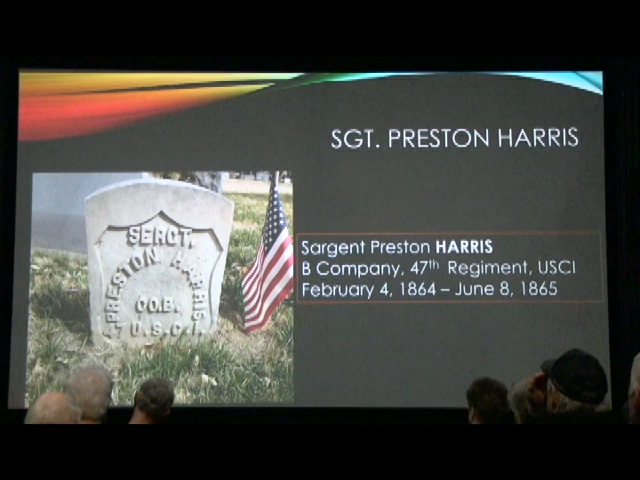 SGT. PRESTON HARRIS
SERGT.
PRESTON HARRIS
CO.B.
47 U.S.C.I.
Sargent Preston HARRIS
B Company, 47th Regiment, USCI
February 4, 1864 – June 8, 1865